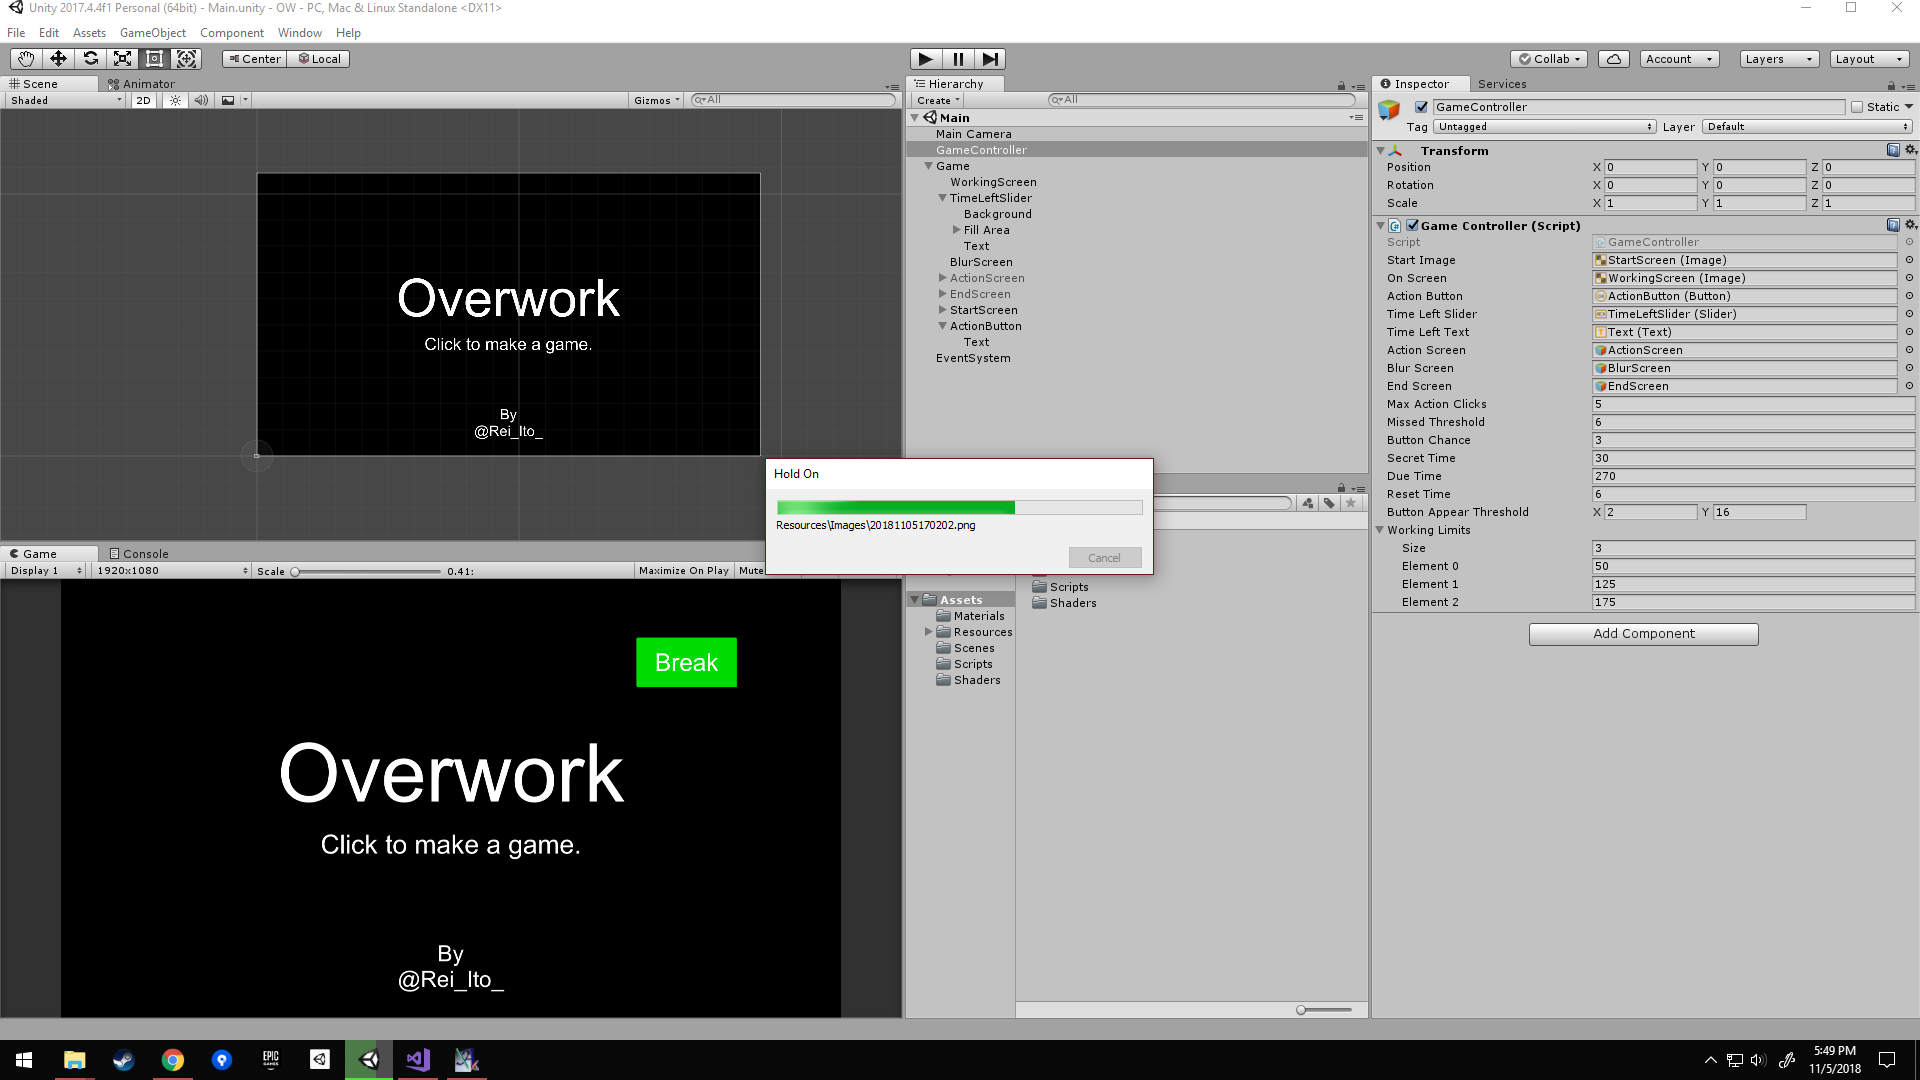 Unity 2017.4.4f1 Personal (64bit) - Main.unity - OW - PC, Mac & Linux Standalone <DX11>
File Edit Assets GameObject Component Window Help
Center Local
Collab Account Layers Layout
Scene Animator
Shaded 2D Gizmos All
Hierarchy
Create All
Main
Main Camera
GameController
Game
WorkingScreen
TimeLeftSlider
Background
Fill Area
Text
BlurScreen
ActionScreen
EndScreen
StartScreen
ActionButton
Text
EventSystem
Overwork
Click to make a game.
By
@Rei_Ito_
Hold On
Resources\Images\20181105170202.png
Cancel
Game Console
Display 1 1920x1080 Scale 0.41: Maximize On Play Mute
Break
Overwork
Click to make a game.
By
@Rei_Ito_
Assets
Materials
Resources
Scenes
Scripts
Shaders
Scripts
Shaders
Inspector Services
GameController Static
Tag Untagged Layer Default
Transform
Position X 0 Y 0 Z 0
Rotation X 0 Y 0 Z 0
Scale X 1 Y 1 Z 1
Game Controller (Script)
Script GameController
Start Image StartScreen (Image)
On Screen WorkingScreen (Image)
Action Button ActionButton (Button)
Time Left Slider TimeLeftSlider (Slider)
Time Left Text Text (Text)
Action Screen ActionScreen
Blur Screen BlurScreen
End Screen EndScreen
Max Action Clicks 5
Missed Threshold 6
Button Chance 3
Secret Time 30
Due Time 270
Reset Time 6
Button Appear Threshold X 2 Y 16
Working Limits
Size 3
Element 0 50
Element 1 125
Element 2 175
Add Component
EPIC
GAMES
5:49 PM
11/5/2018